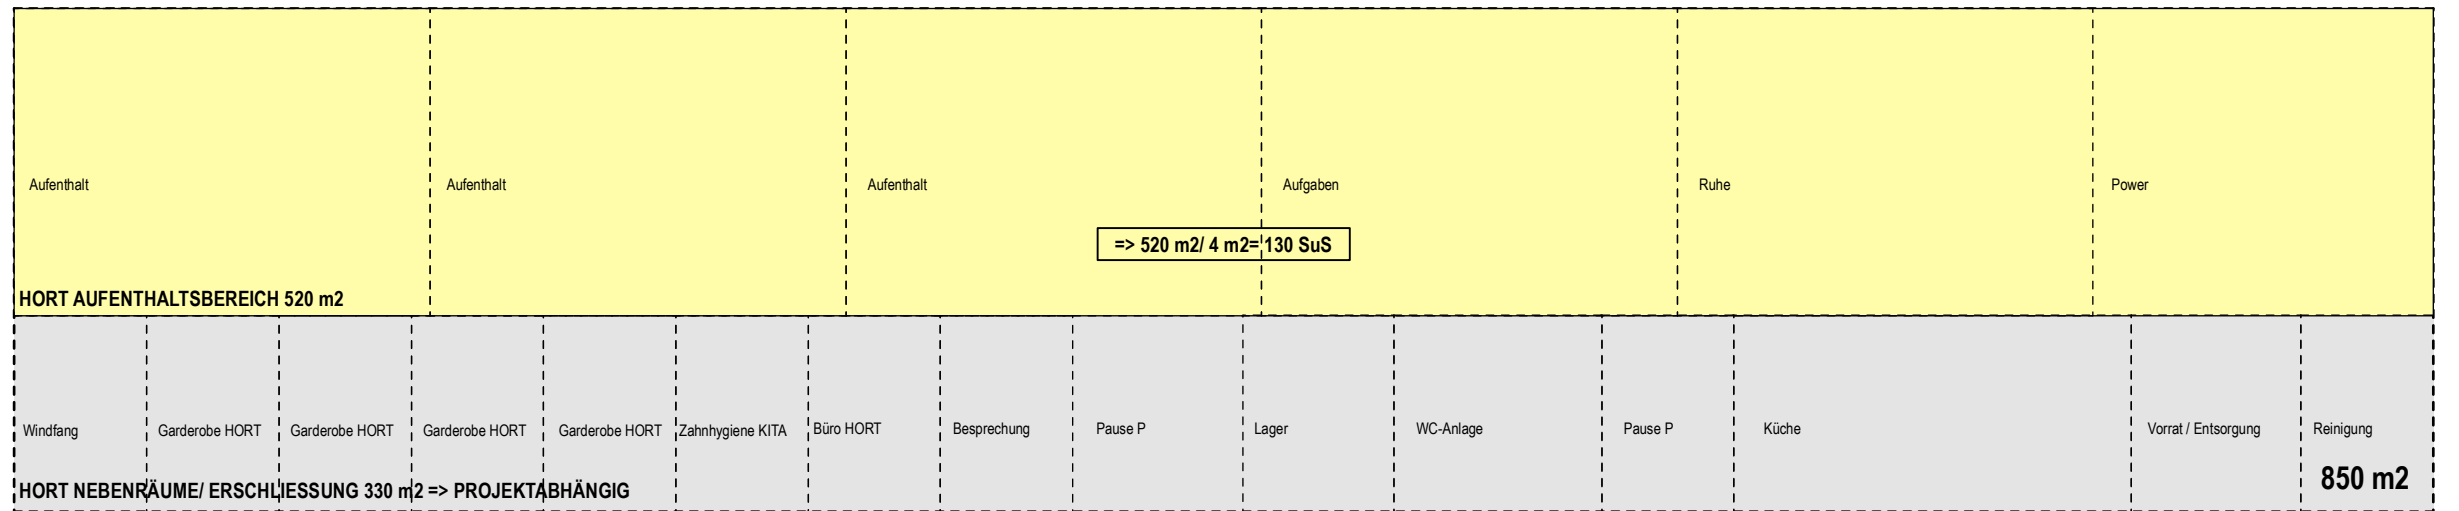 Aufenthalt
Aufenthalt
Aufenthalt
Aufgaben
Ruhe
Power
=> 520 m2/ 4 m2= 130 SuS
HORT AUFENTHALTSBEREICH 520 m2
Windfang
Garderobe HORT
Garderobe HORT
Garderobe HORT
Garderobe HORT
Zahnhygiene KITA
Büro HORT
Besprechung
Pause P
Lager
WC-Anlage
Pause P
Küche
Vorrat / Entsorgung
Reinigung
850 m2
HORT NEBENRÄUME/ ERSCHLIESSUNG 330 m2 => PROJEKTABHÄNGIG